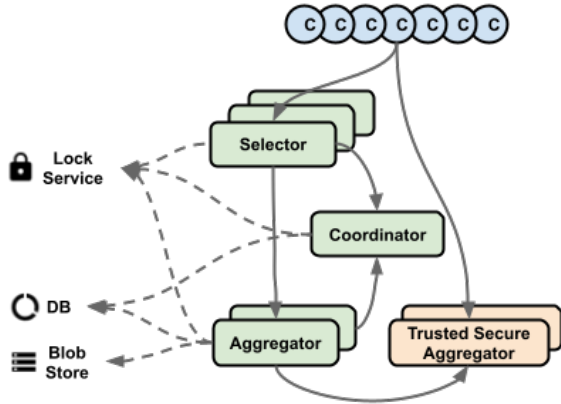 C C C C C C C
Selector
Lock
Service
Coordinator
DB
Aggregator
Trusted Secure
Aggregator
Blob
Store